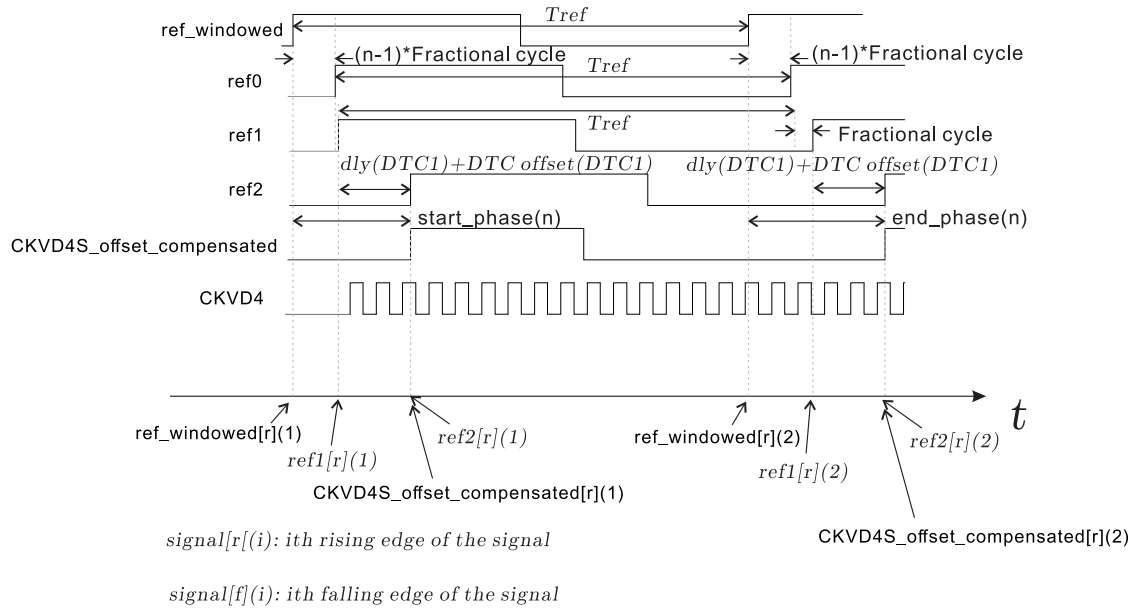 Tref
ref_windowed
(n-1)*Fractional cycle
(n-1)*Fractional cycle
Tref
ref0
Tref
ref1
Fractional cycle
dly(DTC1)+DTC offset(DTC1)
dly(DTC1)+DTC offset(DTC1)
ref2
start_phase(n)
end_phase(n)
CKVD4S_offset_compensated
CKVD4
t
ref_windowed[r](1)
ref2[r](1)
ref_windowed[r](2)
ref2[r](2)
ref1[r](1)
ref1[r](2)
CKVD4S_offset_compensated[r](1)
CKVD4S_offset_compensated[r](2)
signal[r[(i): ith rising edge of the signal
signal[f](i): ith falling edge of the signal